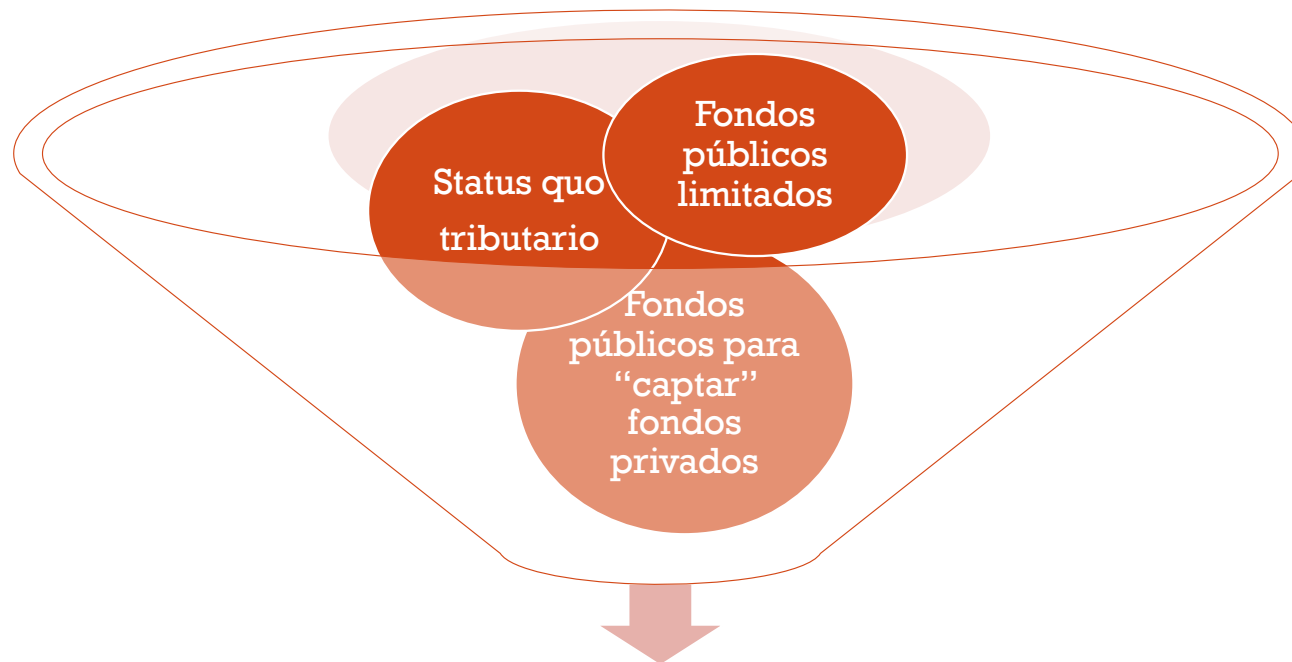 Fondos
públicos
limitados
Status quo
tributario
Fondos
públicos para
“captar”
fondos
privados